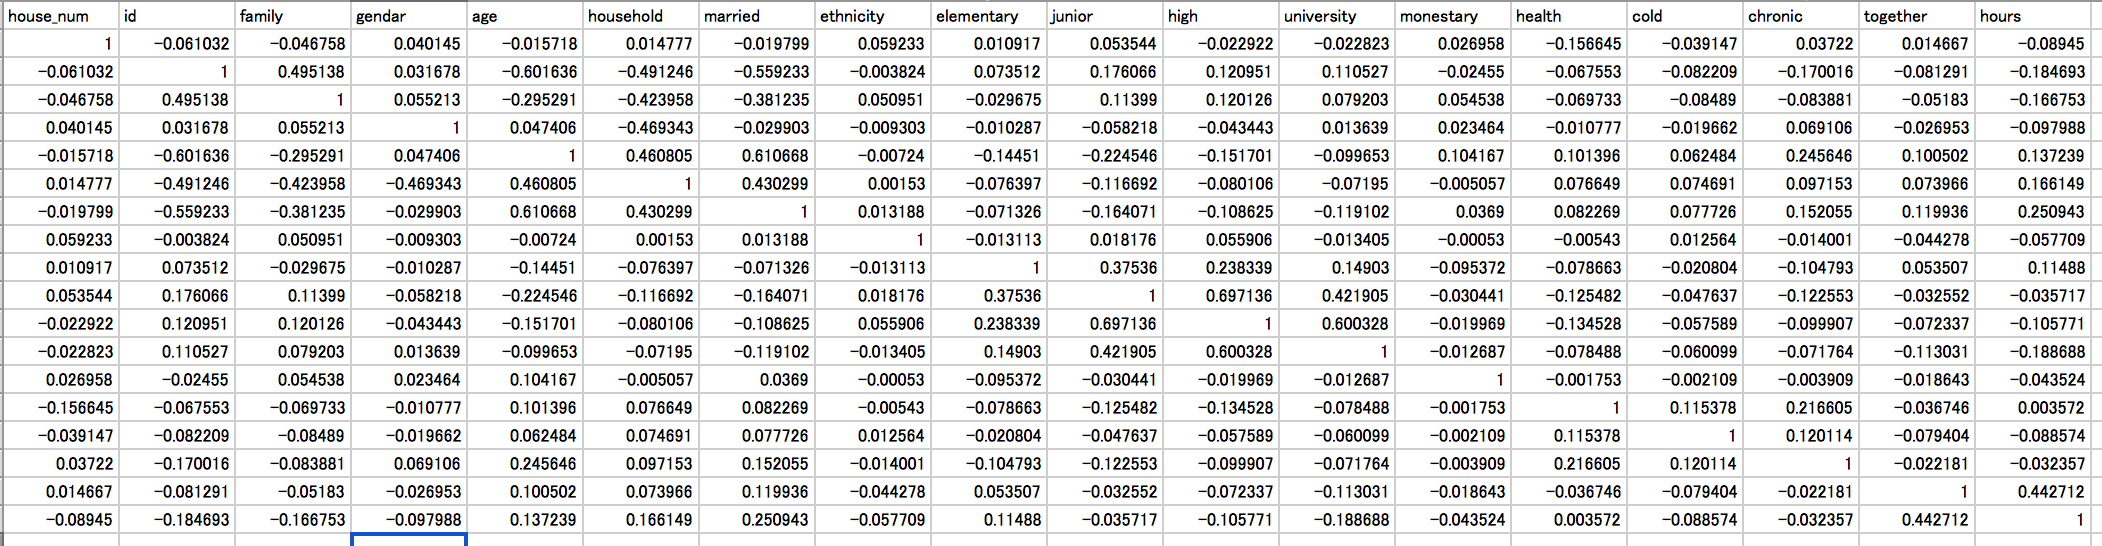 house_num id family gendar age household married ethnicity elementary junior high university monestary health cold chronic together hours
1 -0.061032 -0.046758 0.040145 -0.015718 0.014777 -0.019799 0.059233 0.010917 0.053544 -0.022922 -0.022823 0.026958 -0.156645 -0.039147 0.03722 0.014667 -0.08945
-0.061032 1 0.495138 0.031678 -0.601636 -0.491246 -0.559233 -0.003824 0.073512 0.176066 0.120951 0.110527 -0.02455 -0.067553 -0.082209 -0.170016 -0.081291 -0.184693
-0.046758 0.495138 1 0.055213 -0.295291 -0.423958 -0.381235 0.050951 -0.029675 0.11399 0.120126 0.079203 0.054538 -0.069733 -0.08489 -0.083881 -0.05183 -0.166753
0.040145 0.031678 0.055213 1 0.047406 -0.469343 -0.029903 -0.009303 -0.010287 -0.058218 -0.043443 0.013639 0.023464 -0.010777 -0.019662 0.069106 -0.026953 -0.097988
-0.015718 -0.601636 -0.295291 0.047406 1 0.460805 0.610668 -0.00724 -0.14451 -0.224546 -0.151701 -0.099653 0.104167 0.101396 0.062484 0.245646 0.100502 0.137239
0.014777 -0.491246 -0.423958 -0.469343 0.460805 1 0.430299 0.00153 -0.076397 -0.116692 -0.080106 -0.07195 -0.005057 0.076649 0.074691 0.097153 0.073966 0.166149
-0.019799 -0.559233 -0.381235 -0.029903 0.610668 0.430299 1 0.013188 -0.071326 -0.164071 -0.108625 -0.119102 0.0369 0.082269 0.077726 0.152055 0.119936 0.250943
0.059233 -0.003824 0.050951 -0.009303 -0.00724 0.00153 0.013188 1 -0.013113 0.018176 0.055906 -0.013405 -0.00053 -0.00543 0.012564 -0.014001 -0.044278 -0.057709
0.010917 0.073512 -0.029675 -0.010287 -0.14451 -0.076397 -0.071326 -0.013113 1 0.37536 0.238339 0.14903 -0.095372 -0.078663 -0.020804 -0.104793 0.053507 0.11488
0.053544 0.176066 0.11399 -0.058218 -0.224546 -0.116692 -0.164071 0.018176 0.37536 1 0.697136 0.421905 -0.030441 -0.125482 -0.047637 -0.122553 -0.032552 -0.035717
-0.022922 0.120951 0.120126 -0.043443 -0.151701 -0.080106 -0.108625 0.055906 0.238339 0.697136 1 0.600328 -0.019969 -0.134528 -0.057589 -0.099907 -0.072337 -0.105771
-0.022823 0.110527 0.079203 0.013639 -0.099653 -0.07195 -0.119102 -0.013405 0.14903 0.421905 0.600328 1 -0.012687 -0.078488 -0.060099 -0.071764 -0.113031 -0.188688
0.026958 -0.02455 0.054538 0.023464 0.104167 -0.005057 0.0369 -0.00053 -0.095372 -0.030441 -0.019969 -0.012687 1 -0.001753 -0.002109 -0.003909 -0.018643 -0.043524
-0.156645 -0.067553 -0.069733 -0.010777 0.101396 0.076649 0.082269 -0.00543 -0.078663 -0.125482 -0.134528 -0.078488 -0.001753 1 0.115378 0.216605 -0.036746 0.003572
-0.039147 -0.082209 -0.08489 -0.019662 0.062484 0.074691 0.077726 0.012564 -0.020804 -0.047637 -0.057589 -0.060099 -0.002109 0.115378 1 0.120114 -0.079404 -0.088574
0.03722 -0.170016 -0.083881 0.069106 0.245646 0.097153 0.152055 -0.014001 -0.104793 -0.122553 -0.099907 -0.071764 -0.003909 0.216605 0.120114 1 -0.022181 -0.032357
0.014667 -0.081291 -0.05183 -0.026953 0.100502 0.073966 0.119936 -0.044278 0.053507 -0.032552 -0.072337 -0.113031 -0.018643 -0.036746 -0.079404 -0.022181 1 0.442712
-0.08945 -0.184693 -0.166753 -0.097988 0.137239 0.166149 0.250943 -0.057709 0.11488 -0.035717 -0.105771 -0.188688 -0.043524 0.003572 -0.088574 -0.032357 0.442712 1